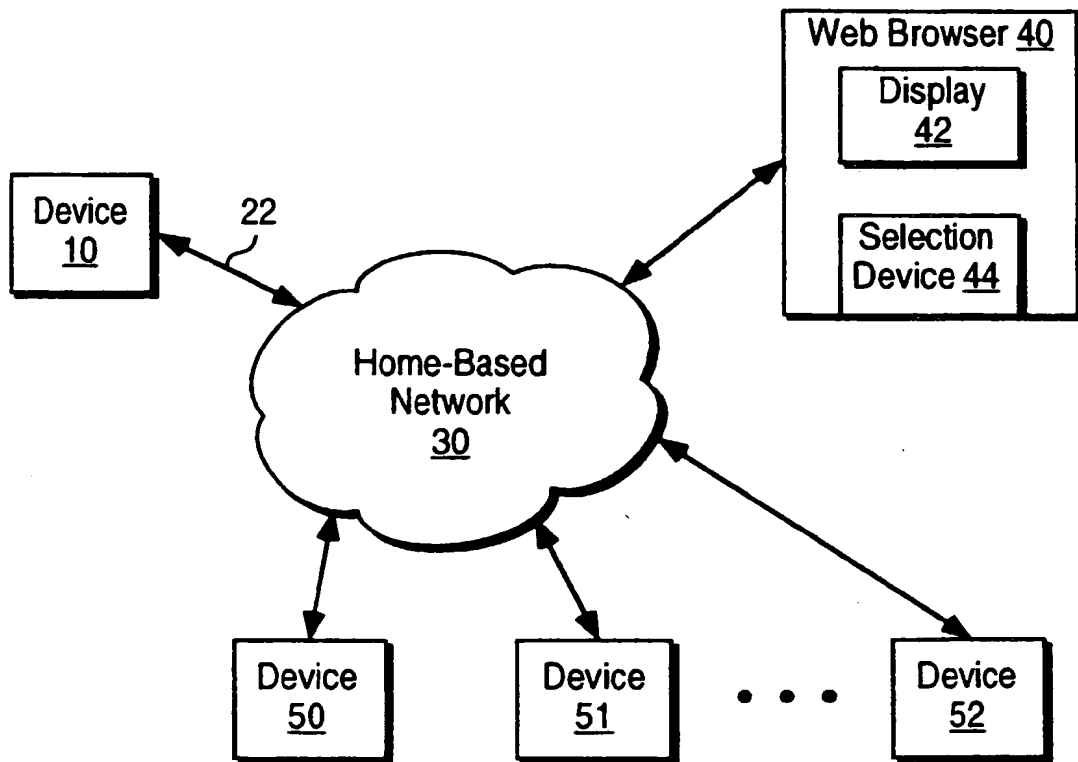 Web Browser 40
Display
42
Selection
Device 44
Device
10
22
Home-Based
Network
30
Device
50
Device
51
Device
52